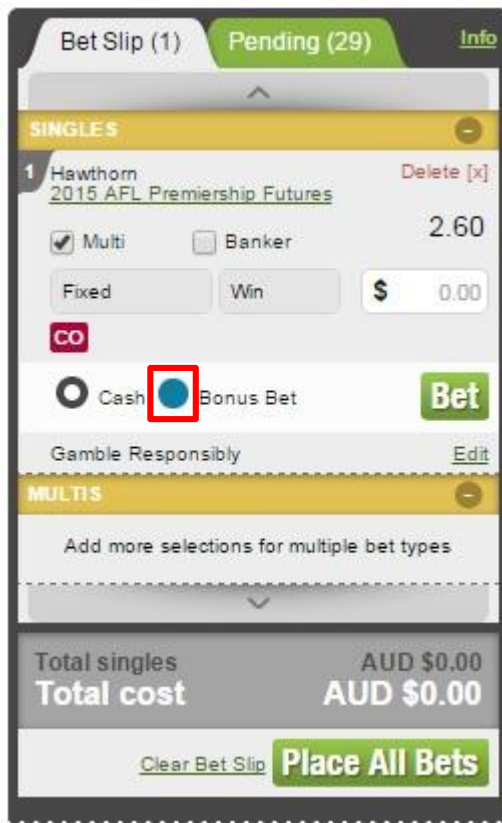 Bet Slip (1) Pending (29) Info
SINGLES
1 Hawthorn Delete [x]
2015 AFL Premiership Futures
2.60
Multi Banker
Fixed Win $ 0.00
CO
Cash Bonus Bet Bet
Gamble Responsibly Edit
MULTIS
Add more selections for multiple bet types
Total singles AUD $0.00
Total cost AUD $0.00
Clear Bet Slip Place All Bets